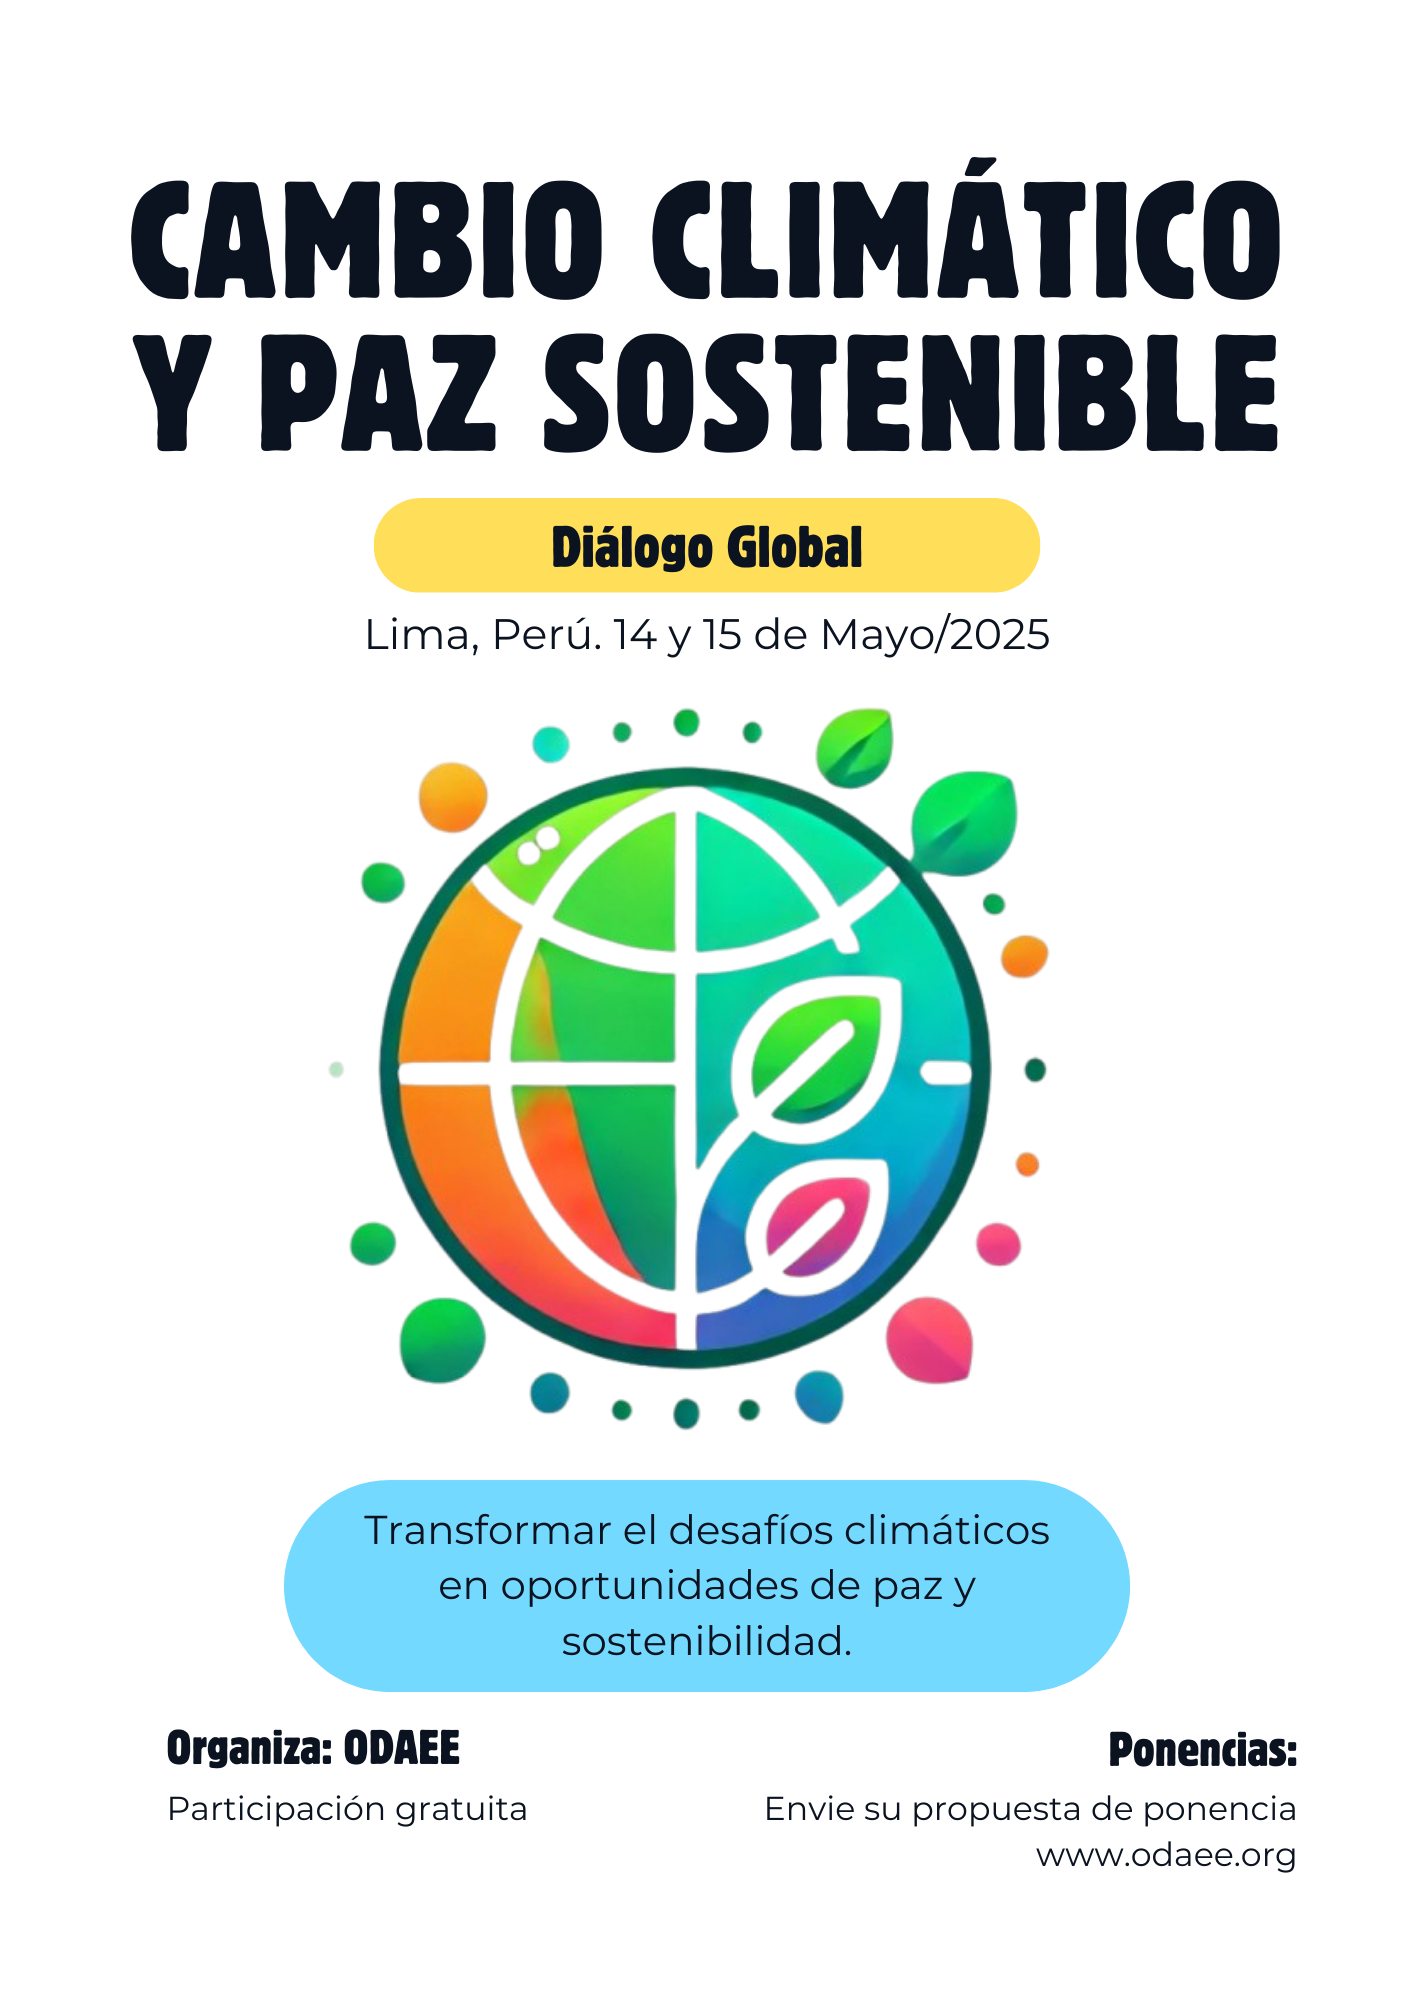 CAMBIO CLIMÁTICO
Y PAZ SOSTENIBLE
Diálogo Global
Lima, Perú. 14 y 15 de Mayo/2025
Transformar el desafíos climáticos
en oportunidades de paz y
sostenibilidad.
Organiza: ODAEE
Participación gratuita
Ponencias:
Envie su propuesta de ponencia
www.odaee.org